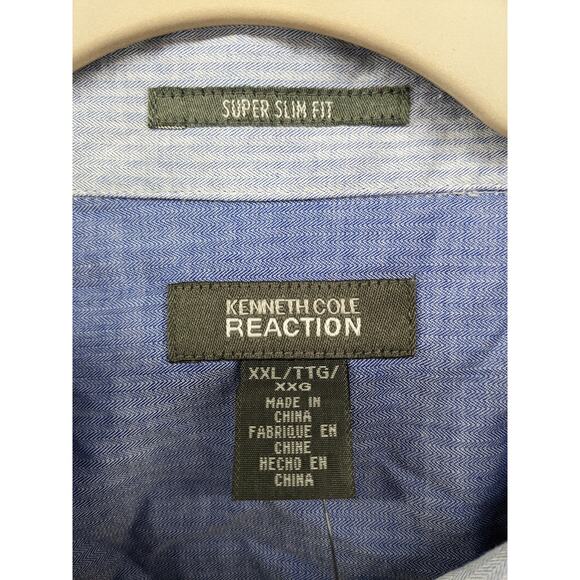 SUPER SLIM FIT
KENNETH COLE
REACTION
XXL/TTG/
XXG
MADE IN
CHINA
FABRIQUE EN
CHINE
HECHO EN
CHINA